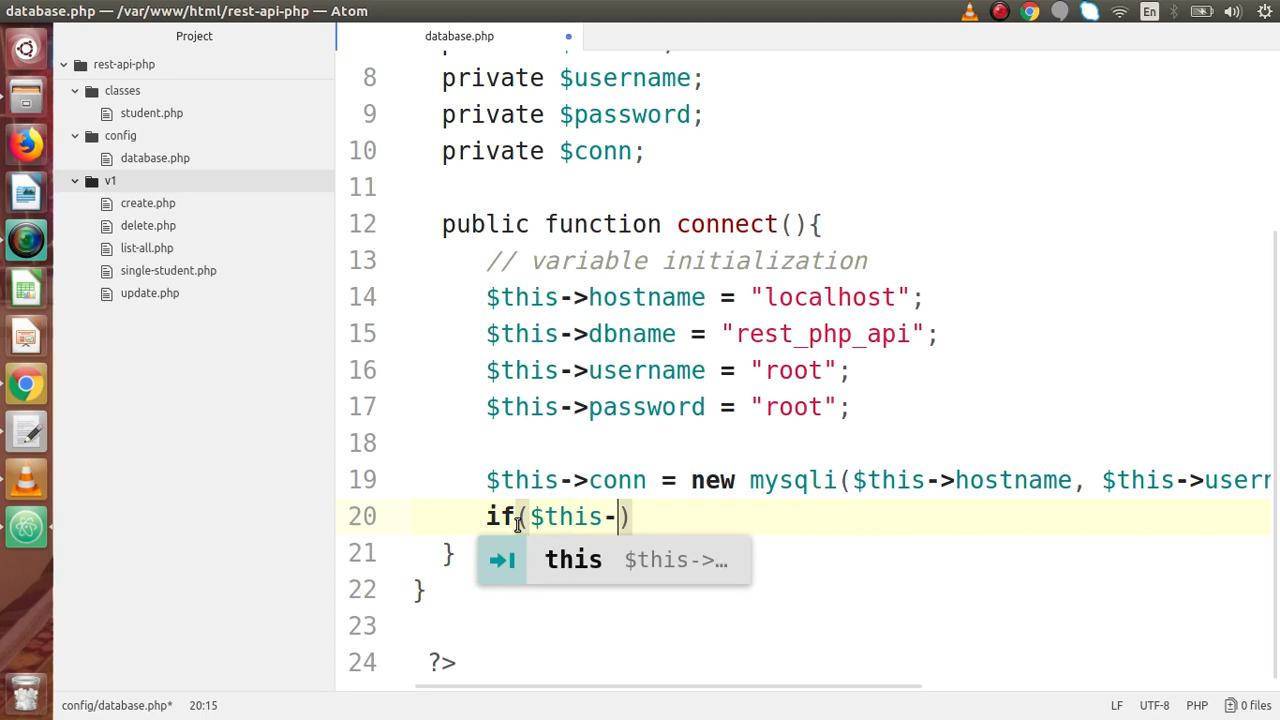 database.php — /var/www/html/rest-api-php — Atom
En
Project
database.php
rest-api-php
classes
student.php
config
database.php
v1
create.php
delete.php
list-all.php
single-student.php
update.php
8 private $username;
9 private $password;
10 private $conn;
11
12 public function connect(){
13 // variable initialization
14 $this->hostname = "localhost";
15 $this->dbname = "rest_php_api";
16 $this->username = "root";
17 $this->password = "root";
18
19 $this->conn = new mysqli($this->hostname, $this->usern
20 if($this-)
21 }
this $this->…
22 }
23
24 ?>
config/database.php* 20:15 LF UTF-8 PHP 0 files